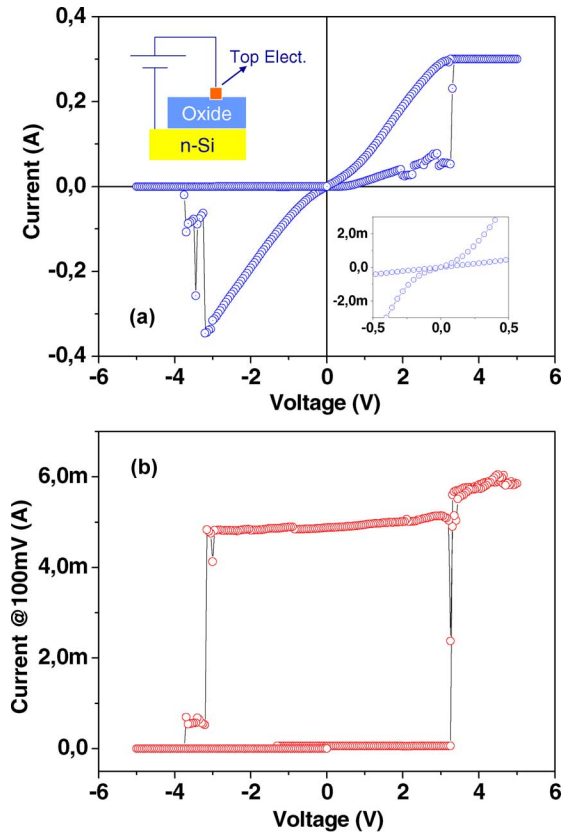 (a)
Top Elect.
Oxide
n-Si
0,4
0,2
0,0
-0,2
-0,4
Current (A)
2,0m
0,0
-2,0m
-0,5 0,0 0,5
-6 -4 -2 0 2 4 6
Voltage (V)
(b)
6,0m
4,0m
2,0m
0,0
Current @100mV (A)
-6 -4 -2 0 2 4 6
Voltage (V)